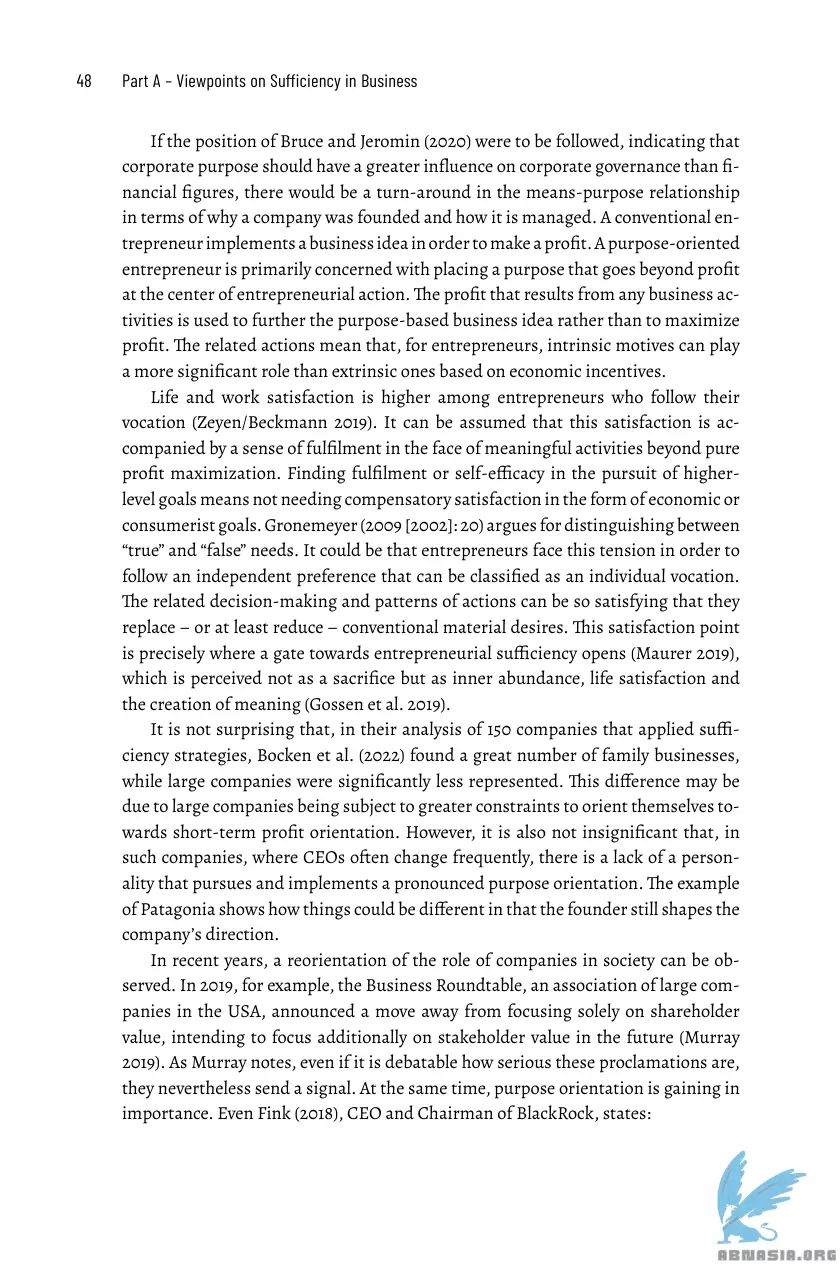 48 Part A – Viewpoints on Sufficiency in Business
If the position of Bruce and Jeromin (2020) were to be followed, indicating that
corporate purpose should have a greater influence on corporate governance than fi-
nancial figures, there would be a turn-around in the means-purpose relationship
in terms of why a company was founded and how it is managed. A conventional en-
trepreneur implements a business idea in order to make a profit. A purpose-oriented
entrepreneur is primarily concerned with placing a purpose that goes beyond profit
at the center of entrepreneurial action. The profit that results from any business ac-
tivities is used to further the purpose-based business idea rather than to maximize
profit. The related actions mean that, for entrepreneurs, intrinsic motives can play
a more significant role than extrinsic ones based on economic incentives.
Life and work satisfaction is higher among entrepreneurs who follow their
vocation (Zeyen/Beckmann 2019). It can be assumed that this satisfaction is ac-
companied by a sense of fulfilment in the face of meaningful activities beyond pure
profit maximization. Finding fulfilment or self-efficacy in the pursuit of higher-
level goals means not needing compensatory satisfaction in the form of economic or
consumerist goals. Gronemeyer (2009 [2002]: 20) argues for distinguishing between
“true” and “false” needs. It could be that entrepreneurs face this tension in order to
follow an independent preference that can be classified as an individual vocation.
The related decision-making and patterns of actions can be so satisfying that they
replace – or at least reduce – conventional material desires. This satisfaction point
is precisely where a gate towards entrepreneurial sufficiency opens (Maurer 2019),
which is perceived not as a sacrifice but as inner abundance, life satisfaction and
the creation of meaning (Gossen et al. 2019).
It is not surprising that, in their analysis of 150 companies that applied suffi-
ciency strategies, Bocken et al. (2022) found a great number of family businesses,
while large companies were significantly less represented. This difference may be
due to large companies being subject to greater constraints to orient themselves to-
wards short-term profit orientation. However, it is also not insignificant that, in
such companies, where CEOs often change frequently, there is a lack of a person-
ality that pursues and implements a pronounced purpose orientation. The example
of Patagonia shows how things could be different in that the founder still shapes the
company’s direction.
In recent years, a reorientation of the role of companies in society can be ob-
served. In 2019, for example, the Business Roundtable, an association of large com-
panies in the USA, announced a move away from focusing solely on shareholder
value, intending to focus additionally on stakeholder value in the future (Murray
2019). As Murray notes, even if it is debatable how serious these proclamations are,
they nevertheless send a signal. At the same time, purpose orientation is gaining in
importance. Even Fink (2018), CEO and Chairman of BlackRock, states:
ABNASIA.ORG